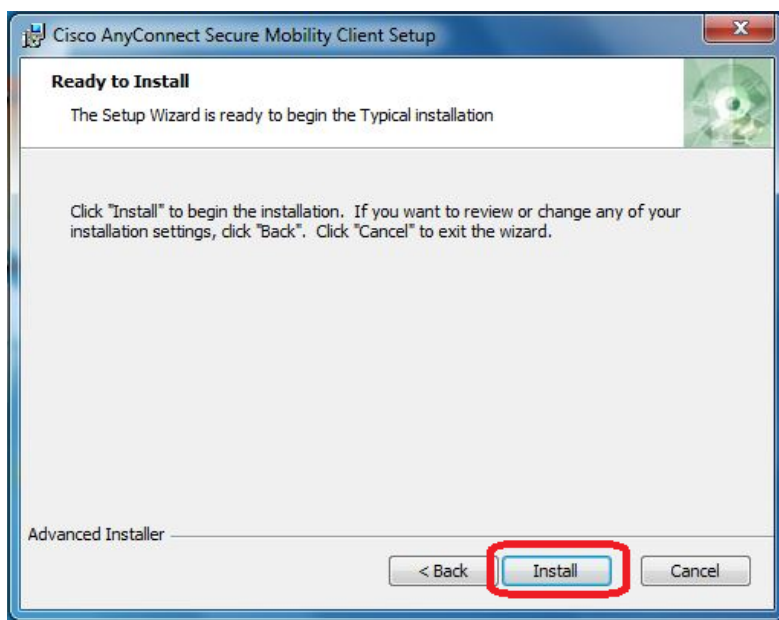 Cisco AnyConnect Secure Mobility Client Setup
Ready to Install
The Setup Wizard is ready to begin the Typical installation
Click "Install" to begin the installation. If you want to review or change any of your
installation settings, click "Back". Click "Cancel" to exit the wizard.
Advanced Installer
< Back Install Cancel